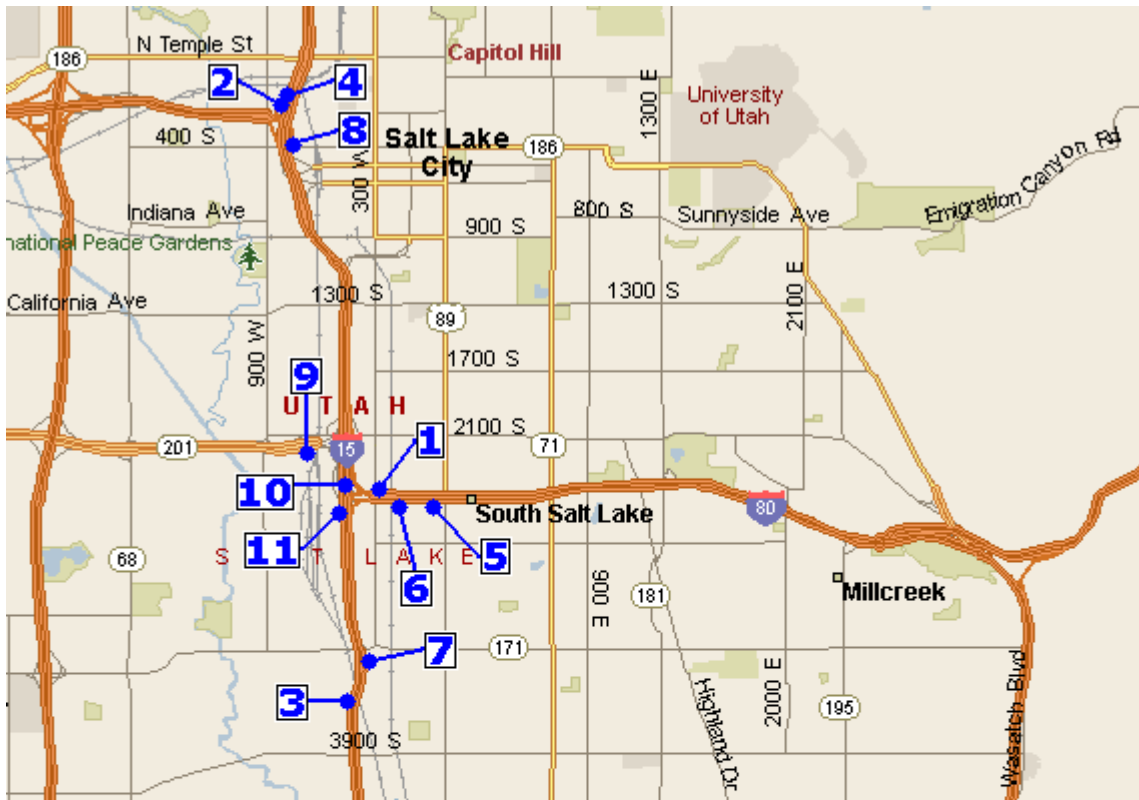 N Temple St
Capitol Hill
186
2
4
1300 E
University
of Utah
400 S
8
Salt Lake
City
186
300 W
Emigration Canyon Rd
Indiana Ave
800 S
Sunnyside Ave
900 S
national Peace Gardens
2100 E
California Ave
1300 S
1300 S
89
900 W
1700 S
9
U T A H
2100 S
201
15
1
71
10
South Salt Lake
80
11
5
S T L A K E
68
6
900 E
181
Millcreek
7
171
Highland Dr
2000 E
Wasatch Blvd
3
195
3900 S